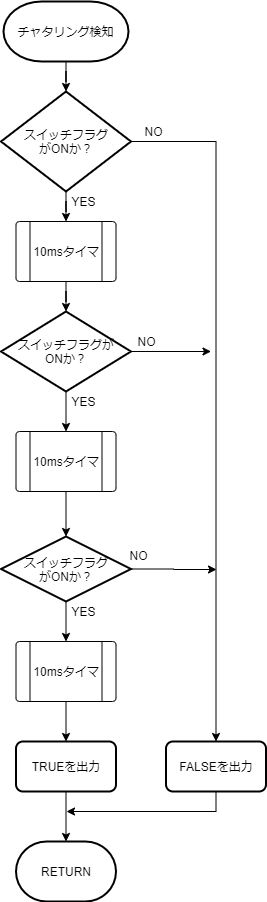 チャタリング検知
スイッチフラグ
がONか？
NO
YES
10msタイマ
スイッチフラグが
ONか？
NO
YES
10msタイマ
スイッチフラグ
がONか？
NO
YES
10msタイマ
TRUEを出力
FALSEを出力
RETURN